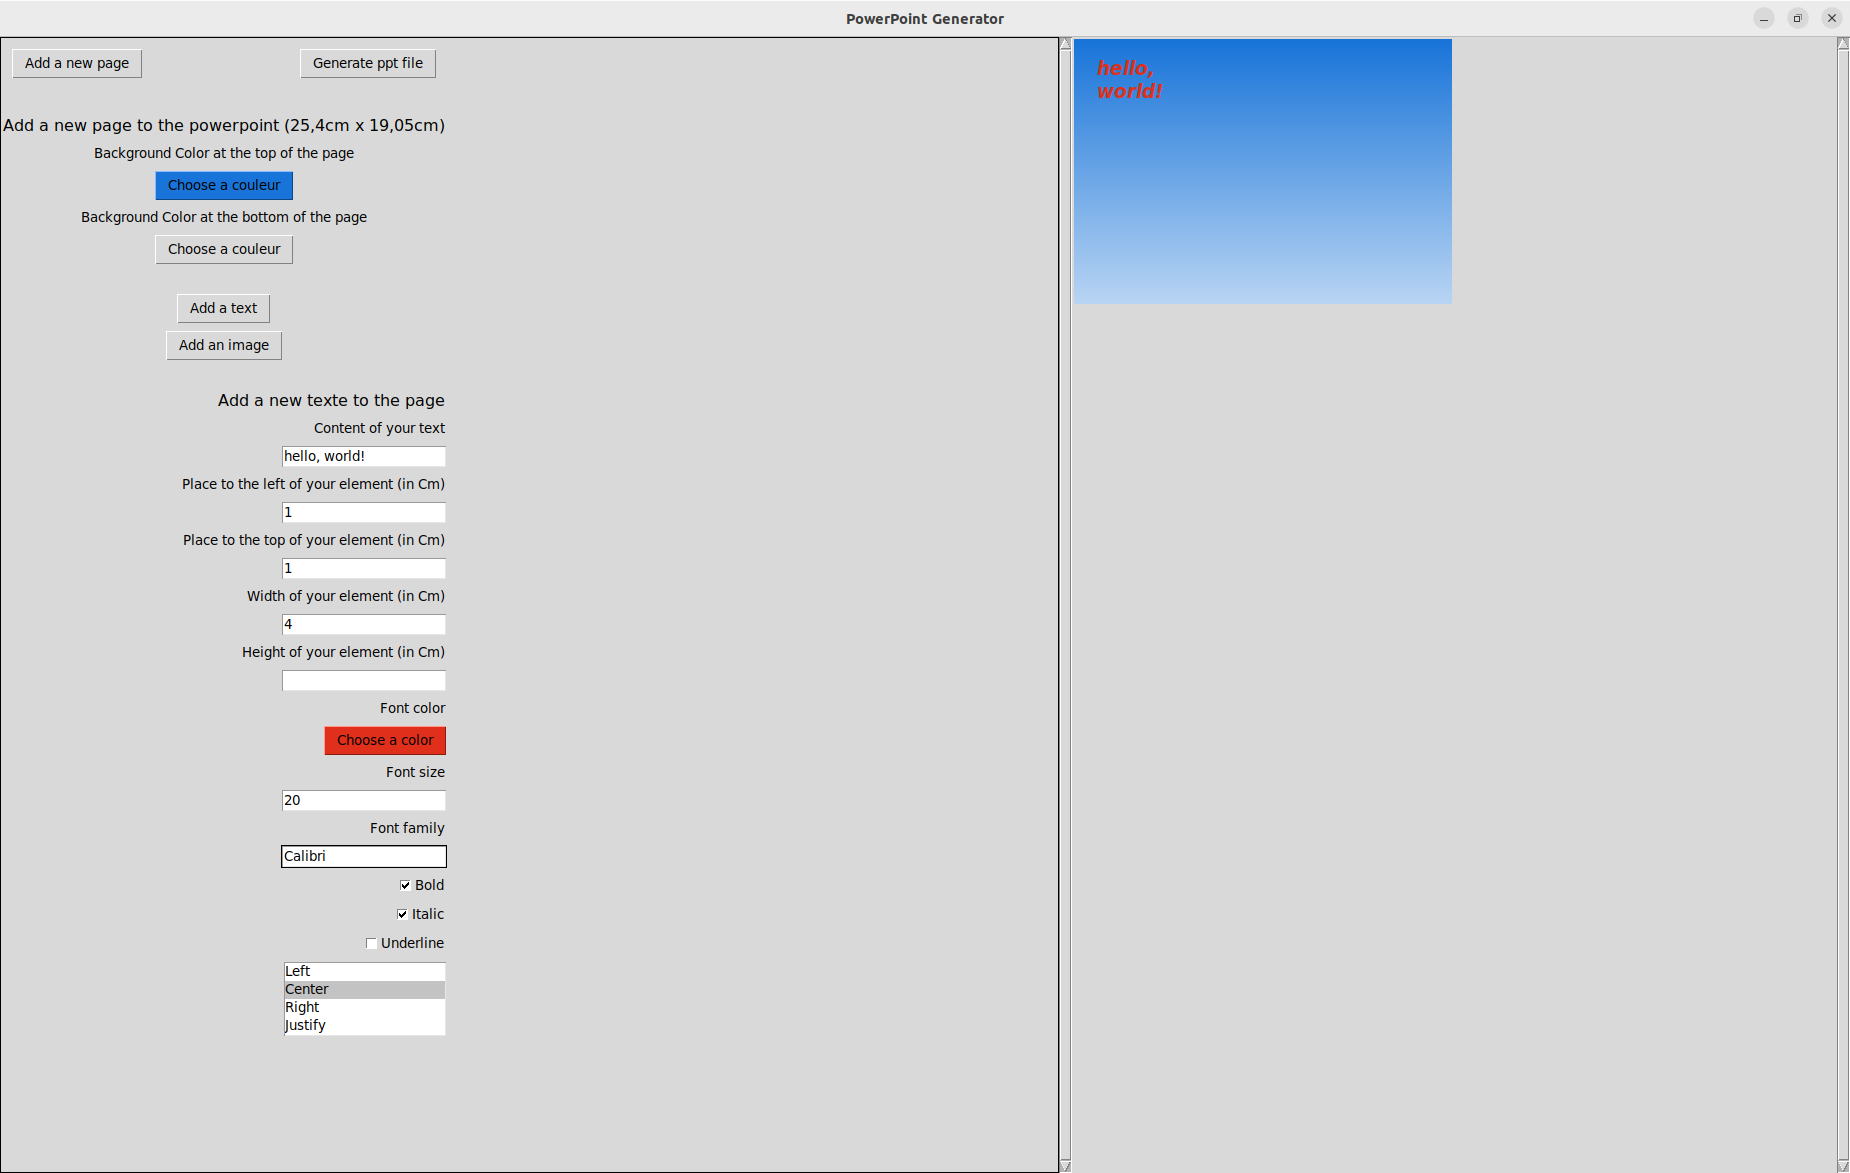 PowerPoint Generator
Add a new page
Generate ppt file
Add a new page to the powerpoint (25,4cm x 19,05cm)
Background Color at the top of the page
Choose a couleur
Background Color at the bottom of the page
Choose a couleur
Add a text
Add an image
Add a new texte to the page
Content of your text
hello, world!
Place to the left of your element (in Cm)
1
Place to the top of your element (in Cm)
1
Width of your element (in Cm)
4
Height of your element (in Cm)
Font color
Choose a color
Font size
20
Font family
Calibri
Bold
Italic
Underline
Left
Center
Right
Justify
hello,
world!